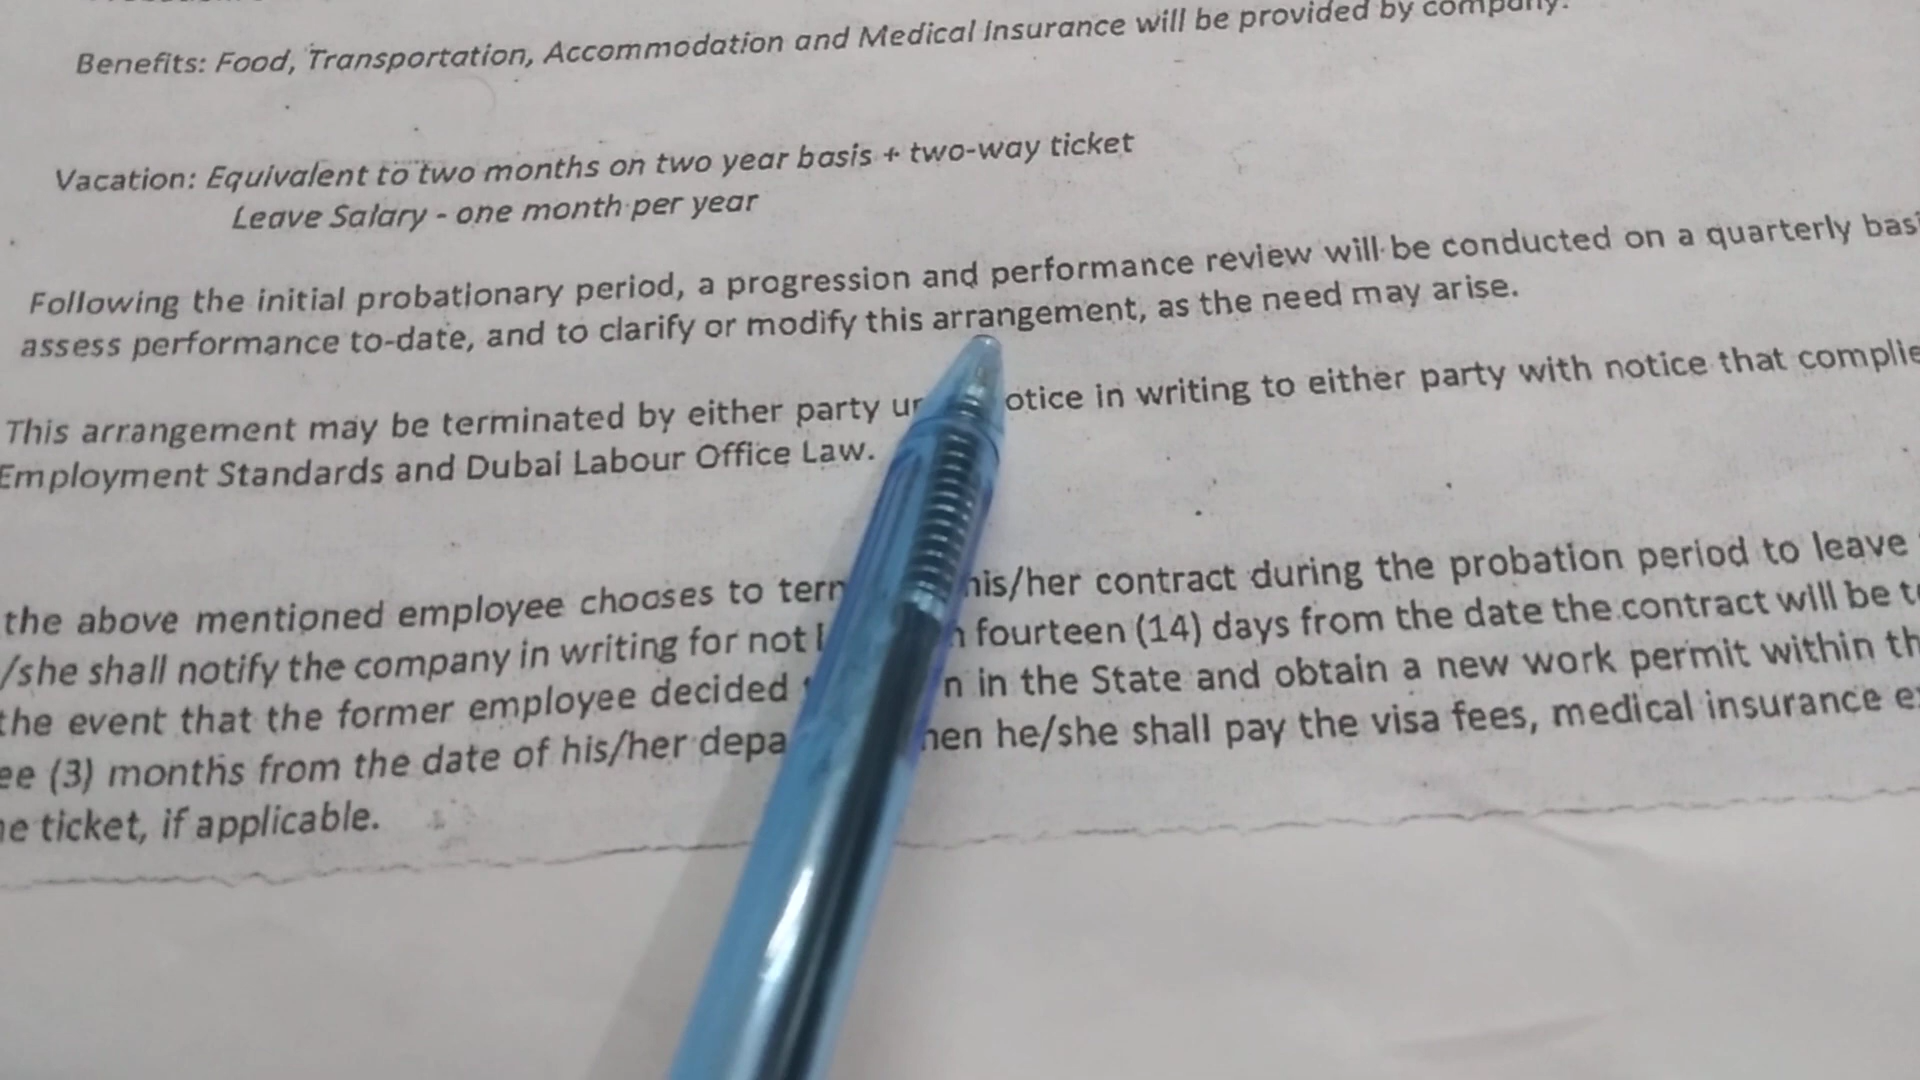 Benefits: Food, Transportation, Accommodation and Medical Insurance will be provided by company.
Vacation: Equivalent to two months on two year basis + two-way ticket
Leave Salary - one month per year
Following the initial probationary period, a progression and performance review will be conducted on a quarterly
assess performance to-date, and to clarify or modify this arrangement, as the need may arise.
This arrangement may be terminated by either party in writing to either party with notice that
Employment Standards and Dubai Labour Office Law.
the above mentioned employee chooses to his/her contract during the probation period to leave
/she shall notify the company in writing for not fourteen (14) days from the date the contract will be
the event that the former employee decided in the State and obtain a new work permit within
(3) months from the date of his/her he/she shall pay the visa fees, medical insurance
ticket, if applicable.